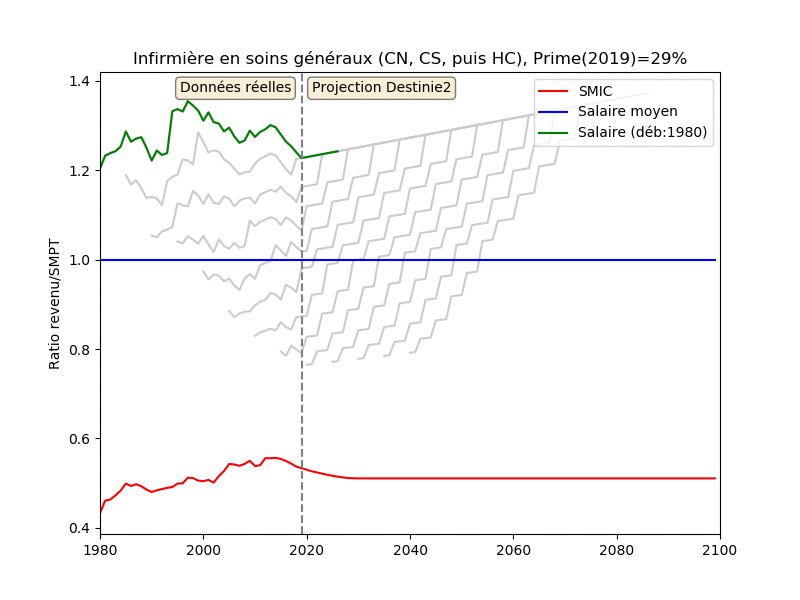 Infirmière en soins généraux (CN, CS, puis HC), Prime(2019)=29%
Données réelles
Projection Destinie2
SMIC
Salaire moyen
Salaire (déb:1980)
Ratio revenu/SMPT
1.4
1.2
1.0
0.8
0.6
0.4
1980
2000
2020
2040
2060
2080
2100